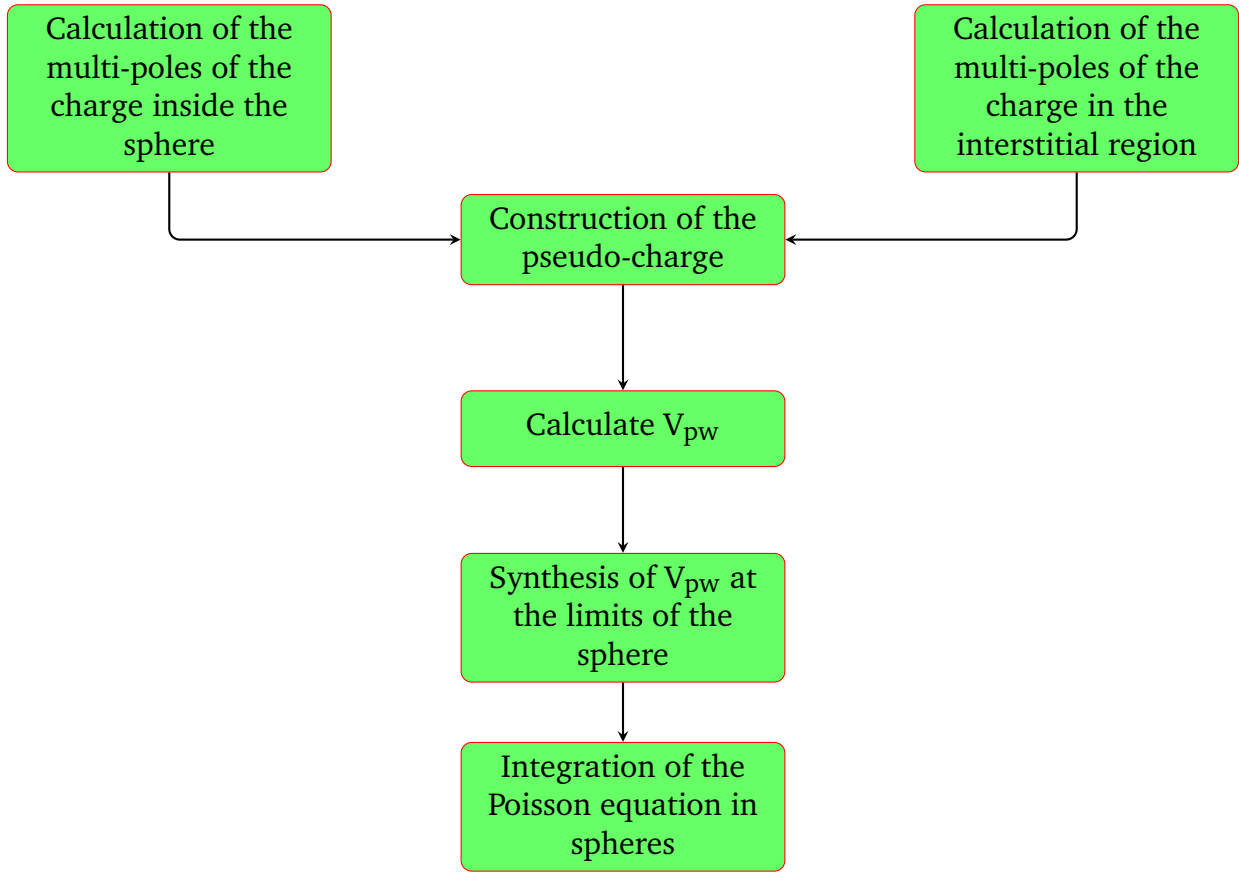 Calculation of the
multi-poles of the
charge inside the
sphere
Calculation of the
multi-poles of the
charge in the
interstitial region
Construction of the
pseudo-charge
Calculate Vpw
Synthesis of Vpw at
the limits of the
sphere
Integration of the
Poisson equation in
spheres